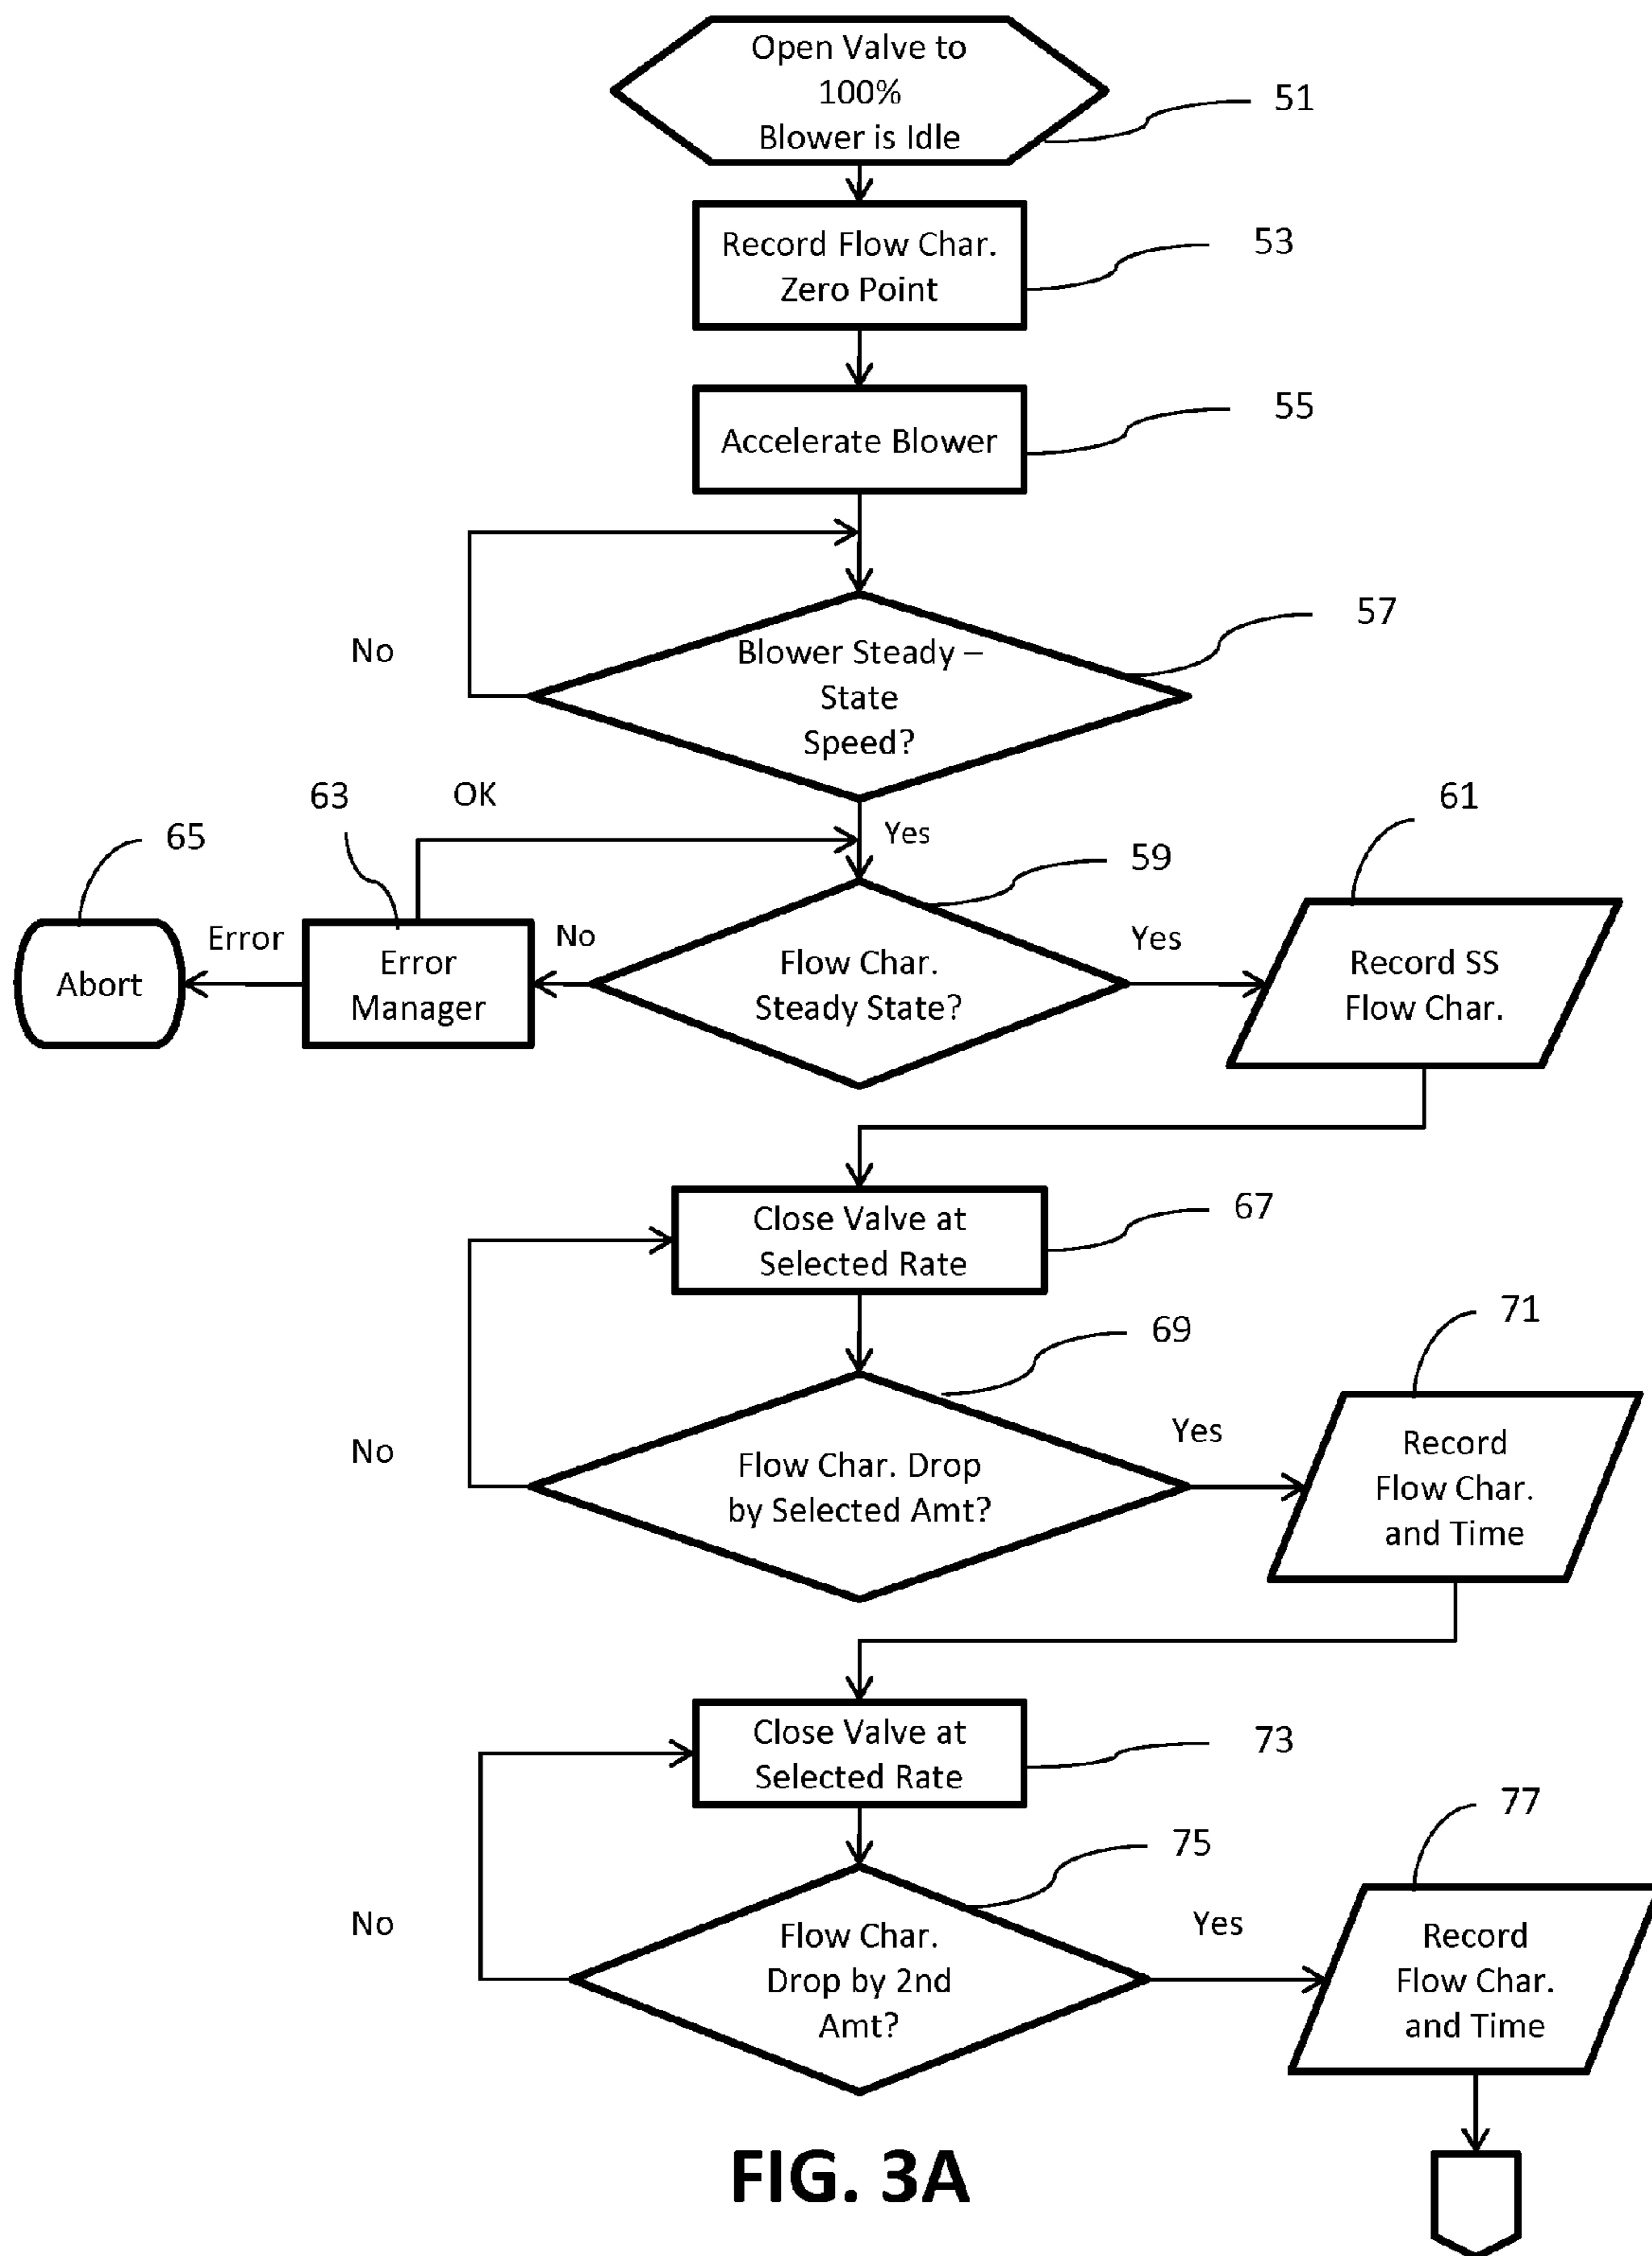 Open Valve to
100%
Blower is Idle
51
Record Flow Char.
Zero Point
53
Accelerate Blower
55
No
Blower Steady –
State
Speed?
57
Yes
65
Abort
Error
63
Error
Manager
OK
No
Flow Char.
Steady State?
59
Yes
61
Record SS
Flow Char.
Close Valve at
Selected Rate
67
No
Flow Char. Drop
by Selected Amt?
69
Yes
71
Record
Flow Char.
and Time
Close Valve at
Selected Rate
73
No
Flow Char.
Drop by 2nd
Amt?
75
Yes
77
Record
Flow Char.
and Time
FIG. 3A